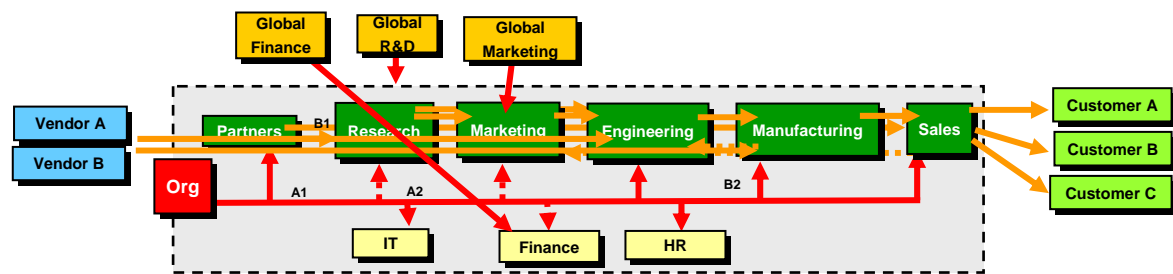 Global
Finance
Global
R&D
Global
Marketing
Vendor A
Vendor B
Partners
B1
Research
Marketing
Engineering
Manufacturing
Sales
Customer A
Customer B
Customer C
Org
A1
A2
B2
IT
Finance
HR